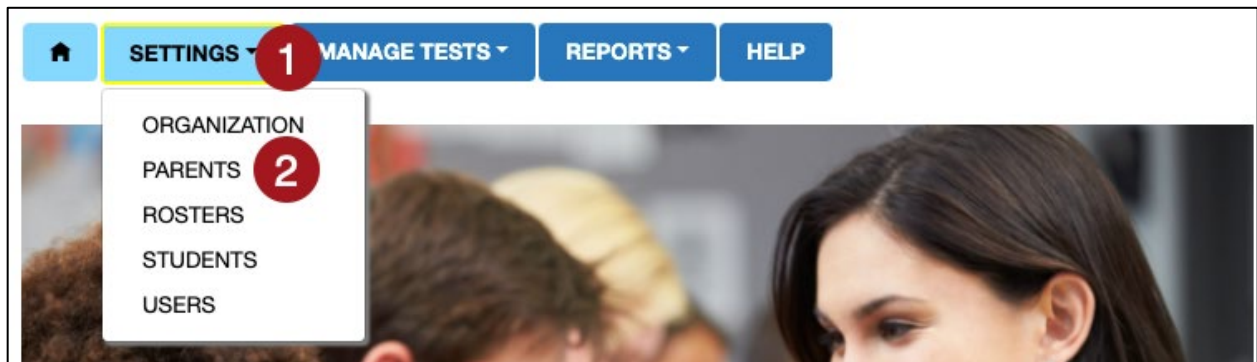 SETTINGS 1 MANAGE TESTS REPORTS HELP
ORGANIZATION
PARENTS 2
ROSTERS
STUDENTS
USERS